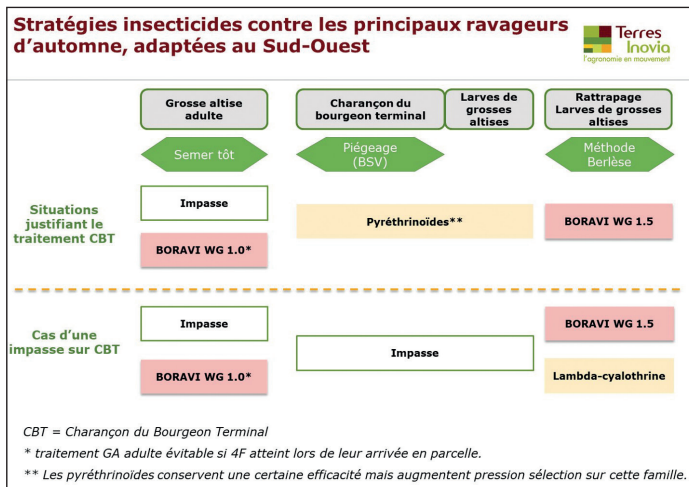 Stratégies insecticides contre les principaux ravageurs
d'automne, adaptées au Sud-Ouest
Terres
Inovia
l'agronomie en mouvement
Grosse altise
adulte
Charançon du
bourgeon terminal
Larves de
grosses
altises
Rattrapage
Larves de grosses
altises
Semer tôt
Piégeage
(BSV)
Méthode
Berlèse
Situations
justifiant le
traitement CBT
Impasse
BORAVI WG 1.0*
Pyréthrinoïdes**
BORAVI WG 1.5
Cas d'une
impasse sur CBT
Impasse
BORAVI WG 1.0*
Impasse
BORAVI WG 1.5
Lambda-cyalothrine
CBT = Charançon du Bourgeon Terminal
* traitement GA adulte évitable si 4F atteint lors de leur arrivée en parcelle.
** Les pyréthrinoïdes conservent une certaine efficacité mais augmentent pression sélection sur cette famille.